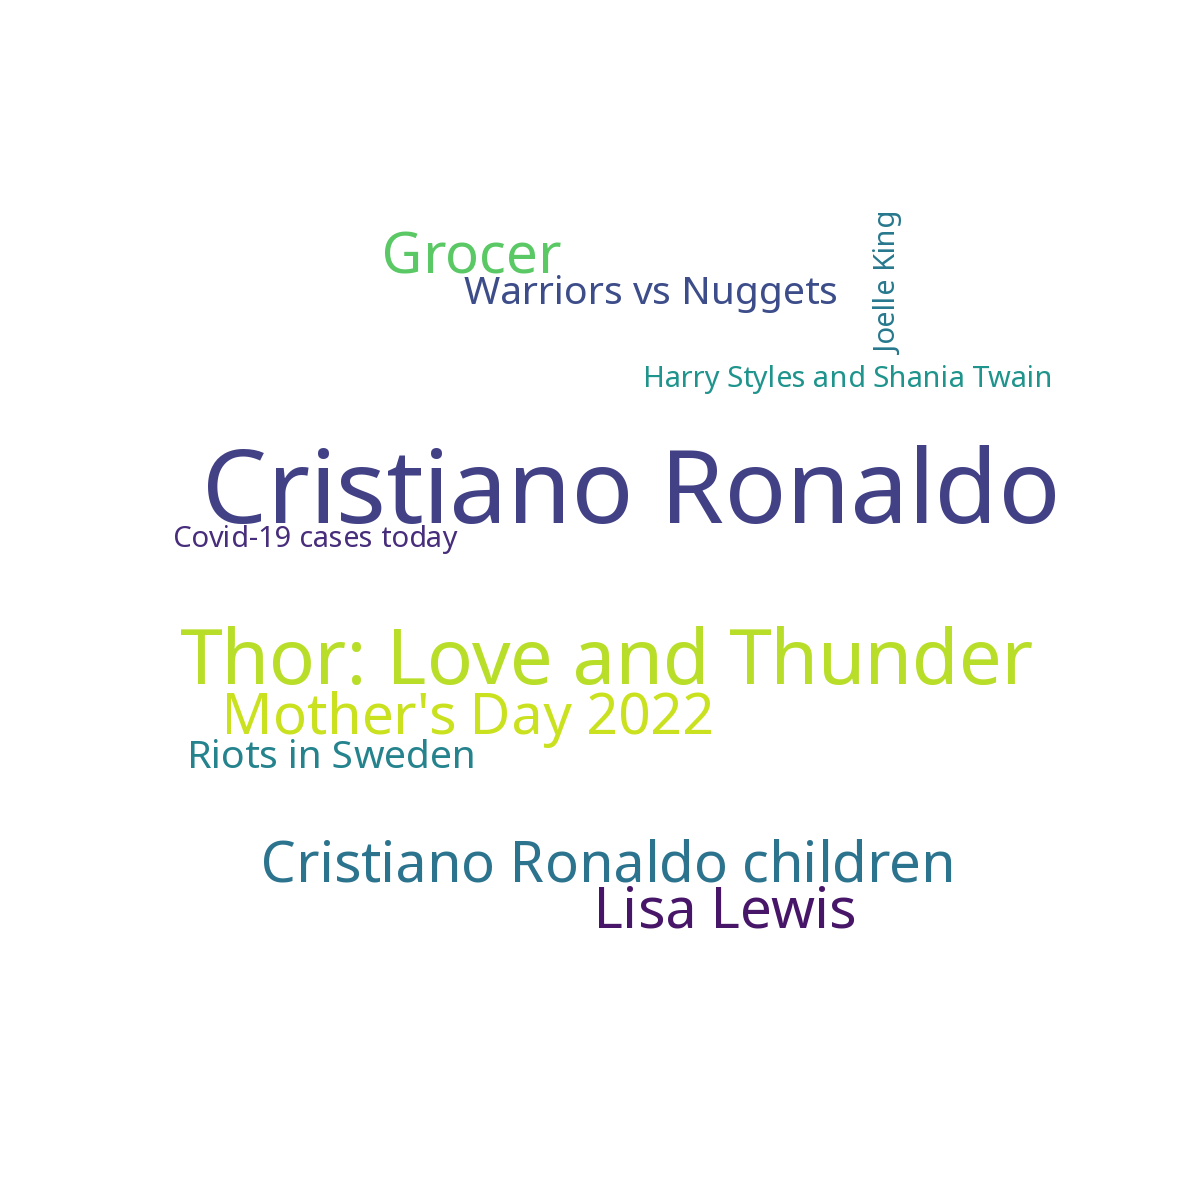 Grocer
Warriors vs Nuggets
Joelle King
Harry Styles and Shania Twain
Cristiano Ronaldo
Covid-19 cases today
Thor: Love and Thunder
Mother's Day 2022
Riots in Sweden
Cristiano Ronaldo children
Lisa Lewis